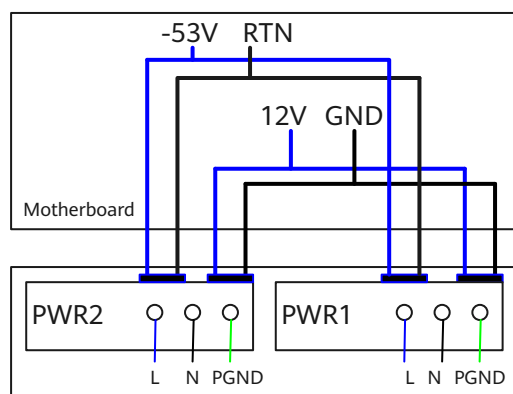 -53V RTN
12V GND
Motherboard
PWR2 PWR1
L N PGND L N PGND